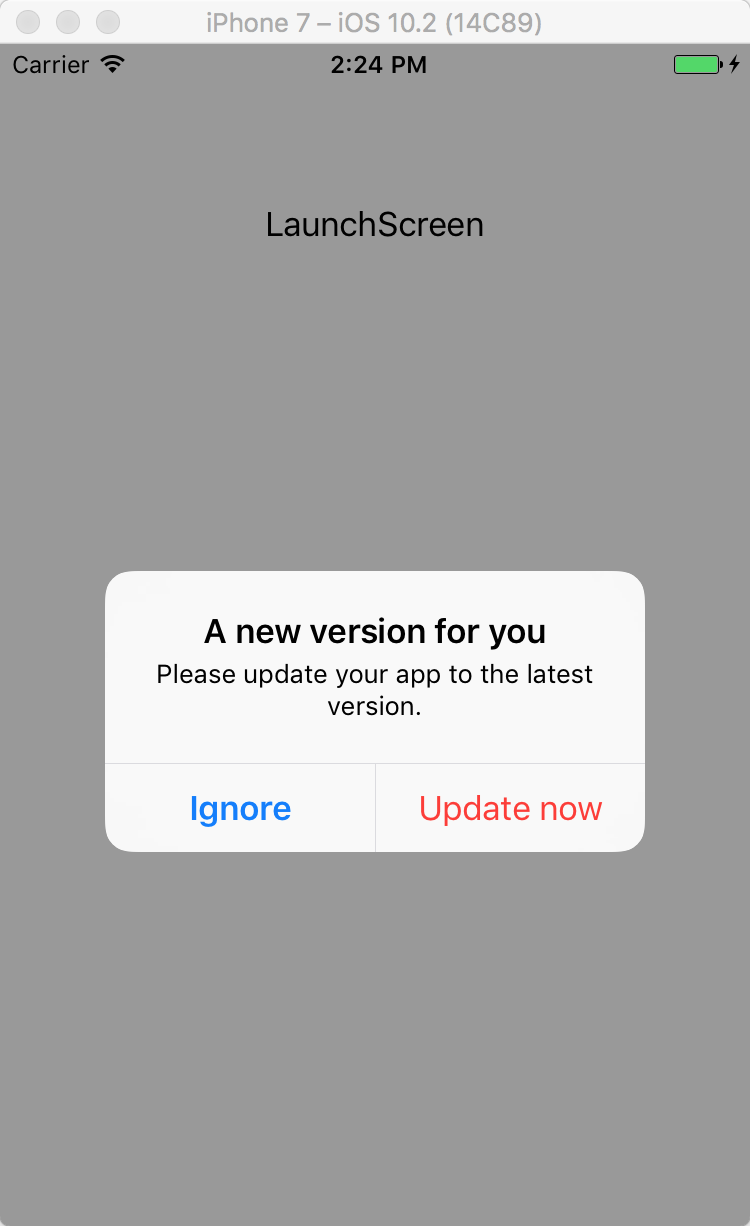 iPhone 7 – iOS 10.2 (14C89)
Carrier 2:24 PM
LaunchScreen
A new version for you
Please update your app to the latest
version.
Ignore Update now